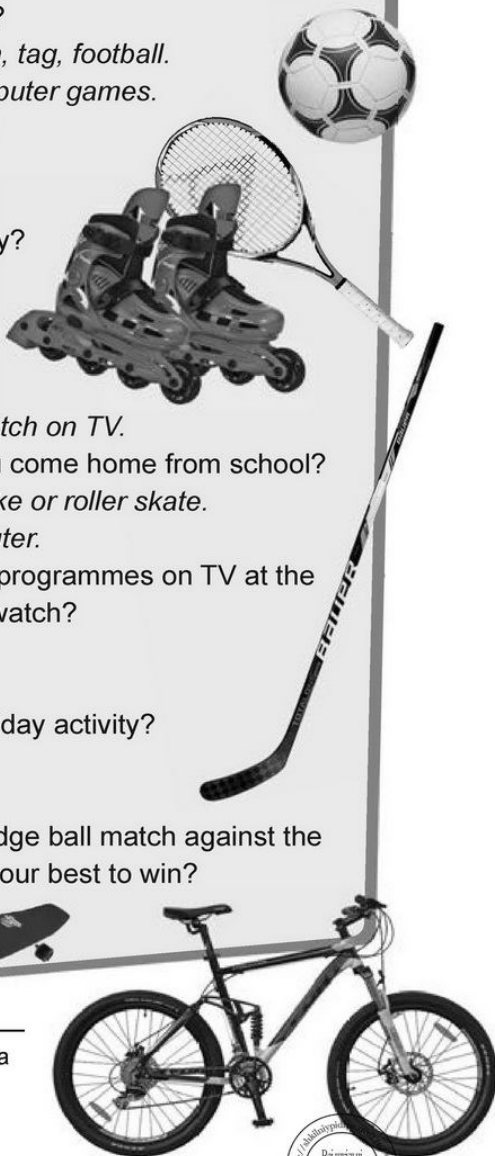 ?
, tag, football.
puter games.
y?
tch on TV.
come home from school?
ke or roller skate.
ter.
programmes on TV at the
watch?
day activity?
dge ball match against the
our best to win?
a
BAUER